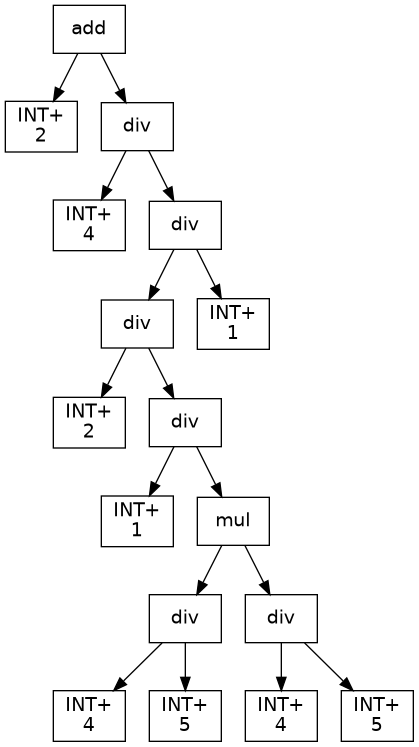 add
INT+
2
div
INT+
4
div
div
INT+
1
INT+
2
div
INT+
1
mul
div
div
INT+
4
INT+
5
INT+
4
INT+
5